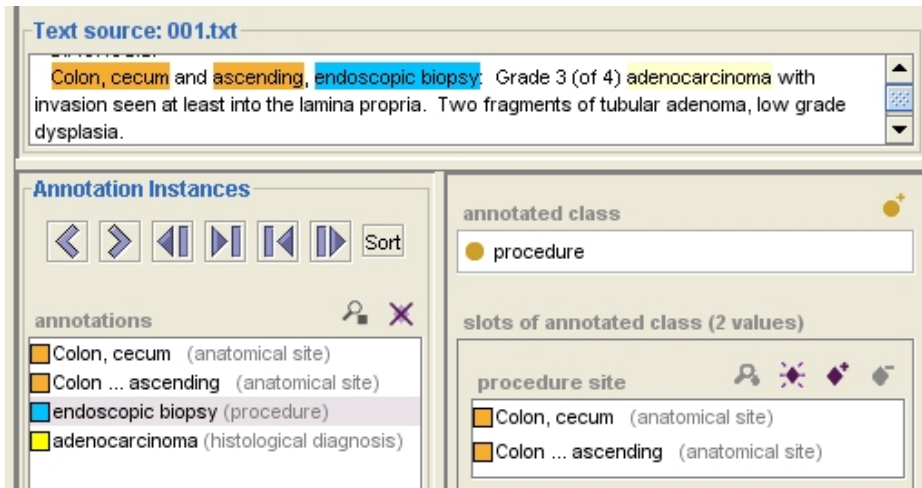 Text source: 001.txt
Colon, cecum and ascending, endoscopic biopsy: Grade 3 (of 4) adenocarcinoma with
invasion seen at least into the lamina propria. Two fragments of tubular adenoma, low grade
dysplasia.
Annotation Instances
Sort
annotations
Colon, cecum (anatomical site)
Colon ... ascending (anatomical site)
endoscopic biopsy (procedure)
adenocarcinoma (histological diagnosis)
annotated class
procedure
slots of annotated class (2 values)
procedure site
Colon, cecum (anatomical site)
Colon ... ascending (anatomical site)